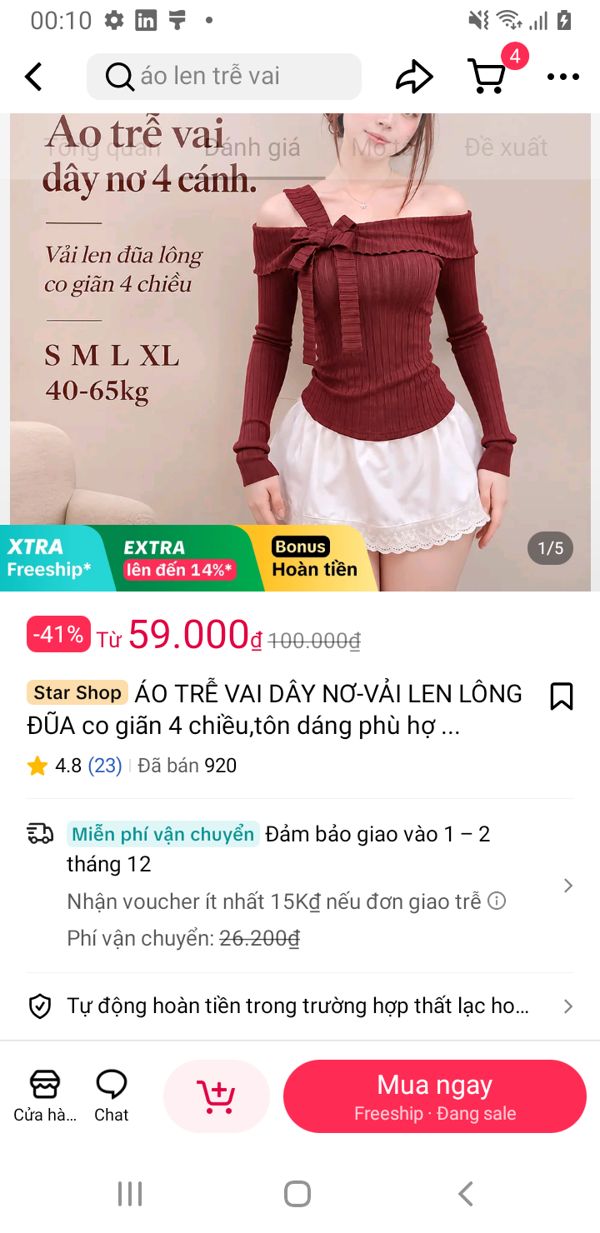 00:10
áo len trễ vai
4
Áo trễ vai
Tổng quan Đánh giá Mô tả Đề xuất
dây nơ 4 cánh.
Vải len đũa lông
co giãn 4 chiều
S M L XL
40-65kg
XTRA
Freeship*
EXTRA
lên đến 14%*
Bonus
Hoàn tiền
1/5
-41% Từ 59.000đ 100.000đ
Star Shop ÁO TRỄ VAI DÂY NƠ-VẢI LEN LÔNG
ĐŨA co giãn 4 chiều,tôn dáng phù hợ ...
4.8 (23) Đã bán 920
Miễn phí vận chuyển Đảm bảo giao vào 1 – 2
tháng 12
Nhận voucher ít nhất 15K₫ nếu đơn giao trễ
Phí vận chuyển: 26.200₫
Tự động hoàn tiền trong trường hợp thất lạc ho...
Cửa hà... Chat
Mua ngay
Freeship · Đang sale